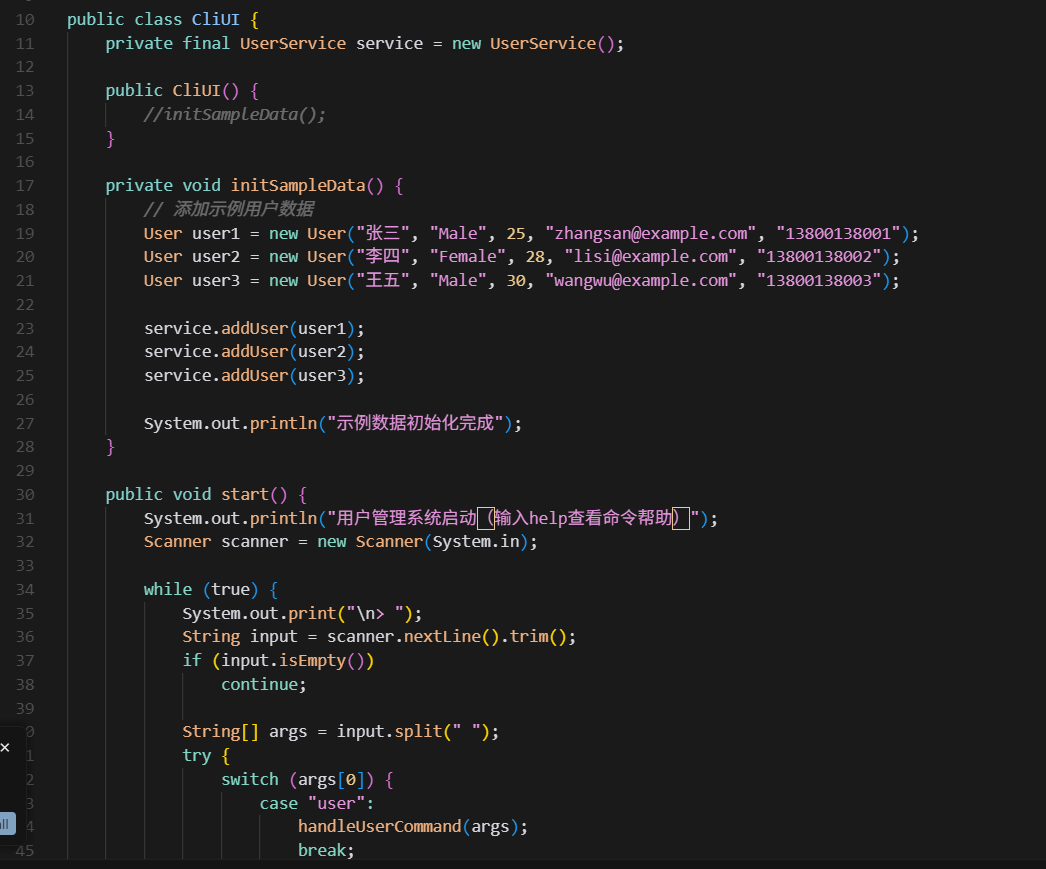 10 public class CliUI {
11 private final UserService service = new UserService();
12
13 public CliUI() {
14 //initSampleData();
15 }
16
17 private void initSampleData() {
18 // 添加示例用户数据
19 User user1 = new User("张三", "Male", 25, "zhangsan@example.com", "13800138001");
20 User user2 = new User("李四", "Female", 28, "lisi@example.com", "13800138002");
21 User user3 = new User("王五", "Male", 30, "wangwu@example.com", "13800138003");
22
23 service.addUser(user1);
24 service.addUser(user2);
25 service.addUser(user3);
26
27 System.out.println("示例数据初始化完成");
28 }
29
30 public void start() {
31 System.out.println("用户管理系统启动（输入help查看命令帮助）");
32 Scanner scanner = new Scanner(System.in);
33
34 while (true) {
35 System.out.print("\n> ");
36 String input = scanner.nextLine().trim();
37 if (input.isEmpty())
38 continue;
39
0 String[] args = input.split(" ");
1 try {
2 switch (args[0]) {
3 case "user":
4 handleUserCommand(args);
45 break;